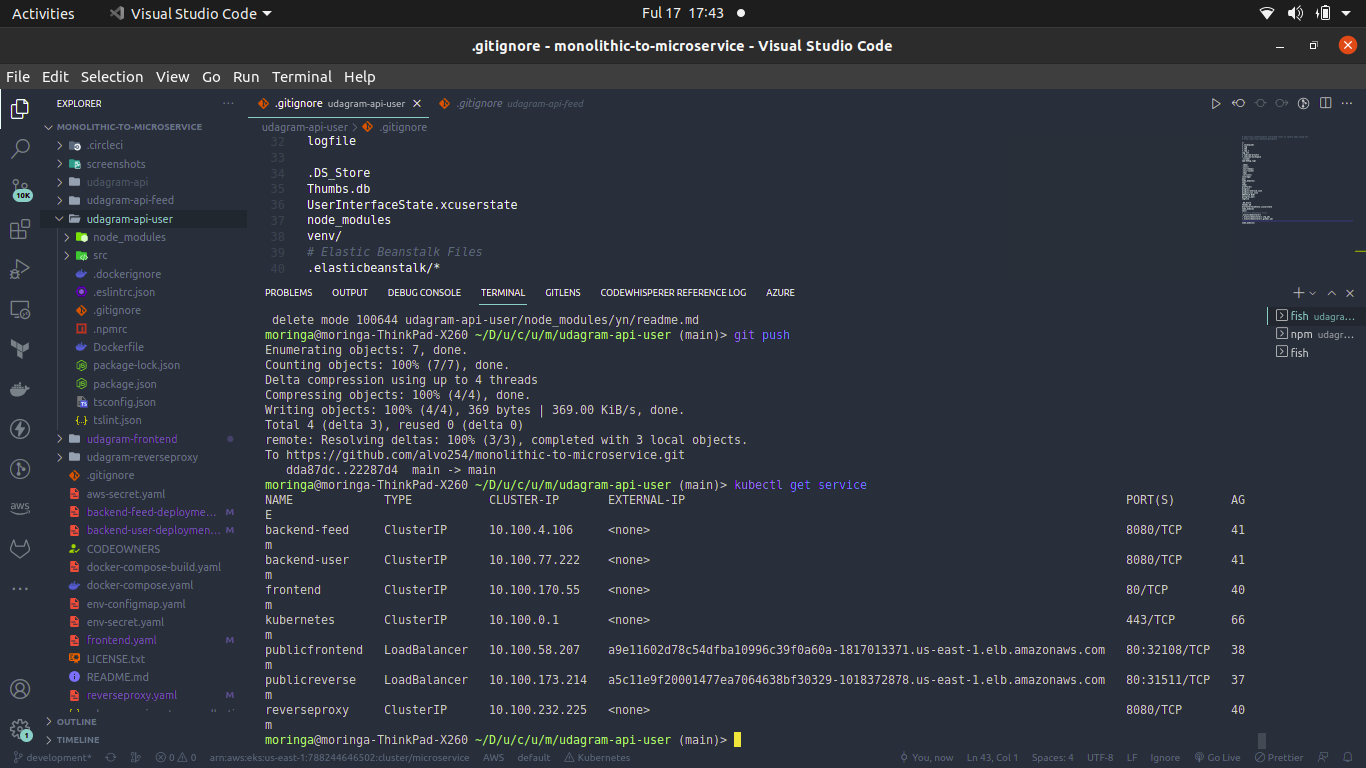 Activities
Visual Studio Code
Ful 17 17:43
.gitignore - monolithic-to-microservice - Visual Studio Code
File Edit Selection View Go Run Terminal Help
EXPLORER
MONOLITHIC-TO-MICROSERVICE
.circleci
screenshots
udagram-api
udagram-api-feed
udagram-api-user
node_modules
src
.dockerignore
.eslintrc.json
.gitignore
.npmrc
Dockerfile
package-lock.json
package.json
tsconfig.json
tslint.json
udagram-frontend
udagram-reverseproxy
.gitignore
aws-secret.yaml
backend-feed-deployme... M
backend-user-deploymen... M
CODEOWNERS
docker-compose-build.yaml
docker-compose.yaml
env-configmap.yaml
env-secret.yaml
frontend.yaml M
LICENSE.txt
README.md
reverseproxy.yaml M
OUTLINE
TIMELINE
10K
aws
1
.gitignore udagram-api-user
.gitignore udagram-api-feed
udagram-api-user > .gitignore
32 logfile
33
34 .DS_Store
35 Thumbs.db
36 UserInterfaceState.xcuserstate
37 node_modules
38 venv/
39 # Elastic Beanstalk Files
40 .elasticbeanstalk/*
PROBLEMS OUTPUT DEBUG CONSOLE TERMINAL GITLENS CODEWHISPERER REFERENCE LOG AZURE
delete mode 100644 udagram-api-user/node_modules/yn/readme.md
moringa@moringa-ThinkPad-X260 ~/D/u/c/u/m/udagram-api-user (main)> git push
Enumerating objects: 7, done.
Counting objects: 100% (7/7), done.
Delta compression using up to 4 threads
Compressing objects: 100% (4/4), done.
Writing objects: 100% (4/4), 369 bytes | 369.00 KiB/s, done.
Total 4 (delta 3), reused 0 (delta 0)
remote: Resolving deltas: 100% (3/3), completed with 3 local objects.
To https://github.com/alvo254/monolithic-to-microservice.git
dda87dc..22287d4 main -> main
moringa@moringa-ThinkPad-X260 ~/D/u/c/u/m/udagram-api-user (main)> kubectl get service
NAME TYPE CLUSTER-IP EXTERNAL-IP PORT(S) AG
E
backend-feed ClusterIP 10.100.4.106 <none> 8080/TCP 41
m
backend-user ClusterIP 10.100.77.222 <none> 8080/TCP 41
m
frontend ClusterIP 10.100.170.55 <none> 80/TCP 40
m
kubernetes ClusterIP 10.100.0.1 <none> 443/TCP 66
m
publicfrontend LoadBalancer 10.100.58.207 a9e11602d78c54dfba10996c39f0a60a-1817013371.us-east-1.elb.amazonaws.com 80:32108/TCP 38
m
publicreverse LoadBalancer 10.100.173.214 a5c11e9f20001477ea7064638bf30329-1018372878.us-east-1.elb.amazonaws.com 80:31511/TCP 37
m
reverseproxy ClusterIP 10.100.232.225 <none> 8080/TCP 40
m
moringa@moringa-ThinkPad-X260 ~/D/u/c/u/m/udagram-api-user (main)>
fish udagra...
npm udagr...
fish
development* 0 0 arn:aws:eks:us-east-1:788244646502:cluster/microservice AWS default Kubernetes You, now Ln 43, Col 1 Spaces: 4 UTF-8 LF Ignore Go Live Prettier